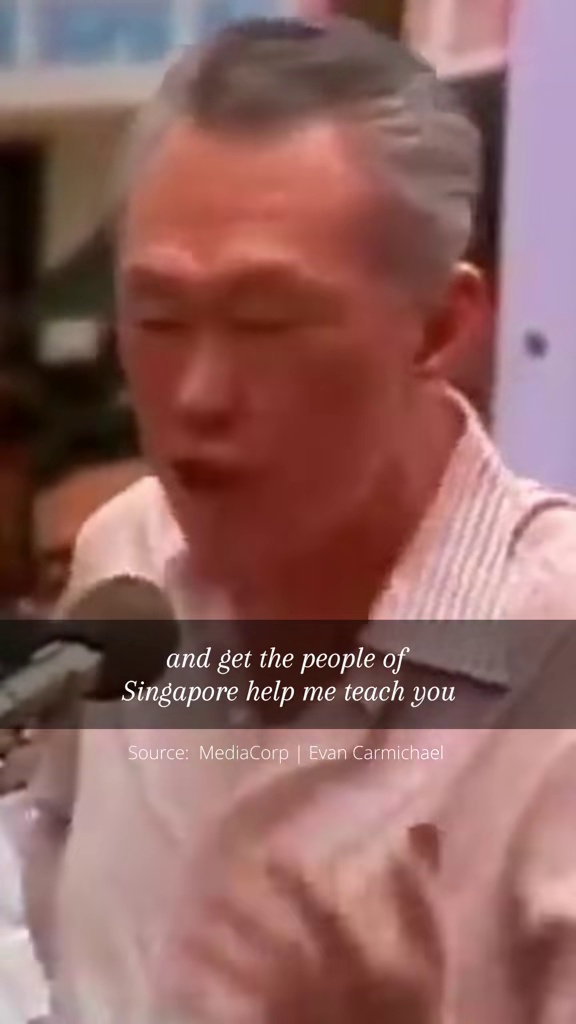 and get the people of
Singapore help me teach you
Source:  MediaCorp | Evan Carmichael